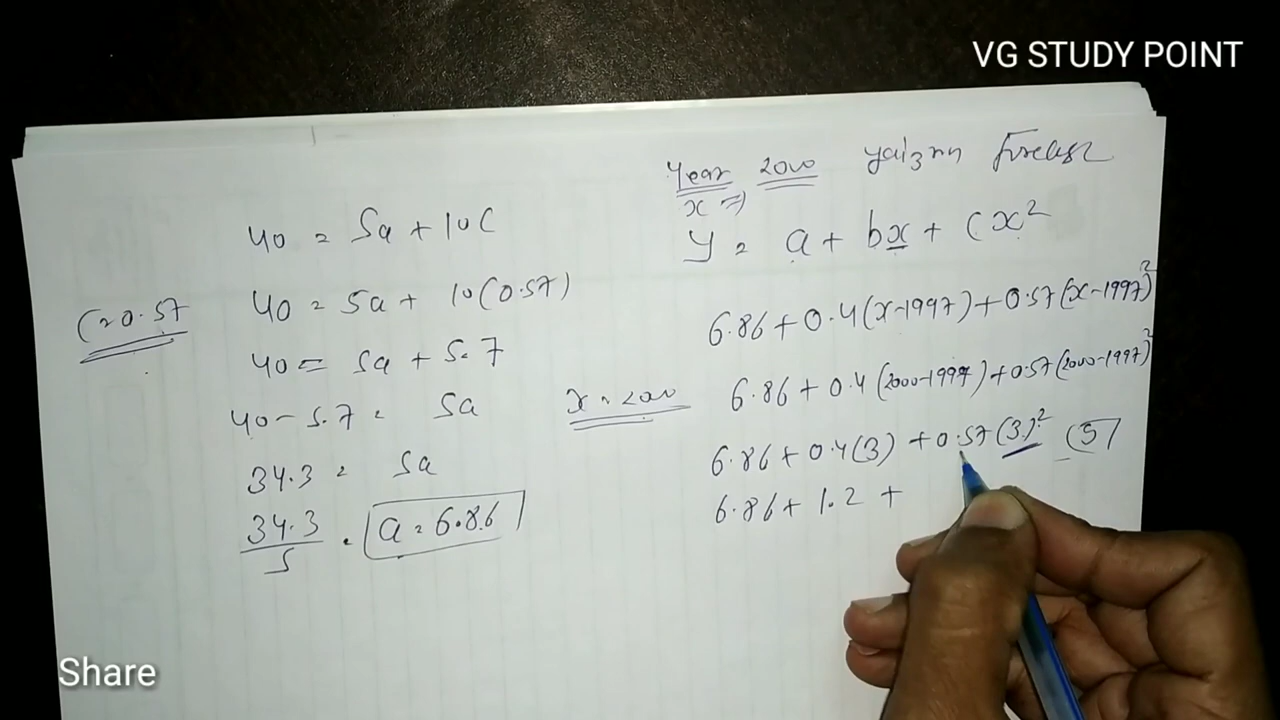 VG STUDY POINT
Year 2000
x ⇒
y = a + bx + cx²
40 = 5a + 10C
40 = 5a + 10(0.57)
C = 0.57
40 = 5a + 5.7
40 - 5.7 = 5a
34.3 = 5a
34.3/5 = a = 6.86
6.86 + 0.4(x-1997) + 0.57(x-1997)²
x = 2000
6.86 + 0.4(2000-1997) + 0.57(2000-1997)²
6.86 + 0.4(3) + 0.57(3)²
6.86 + 1.2 +
Share